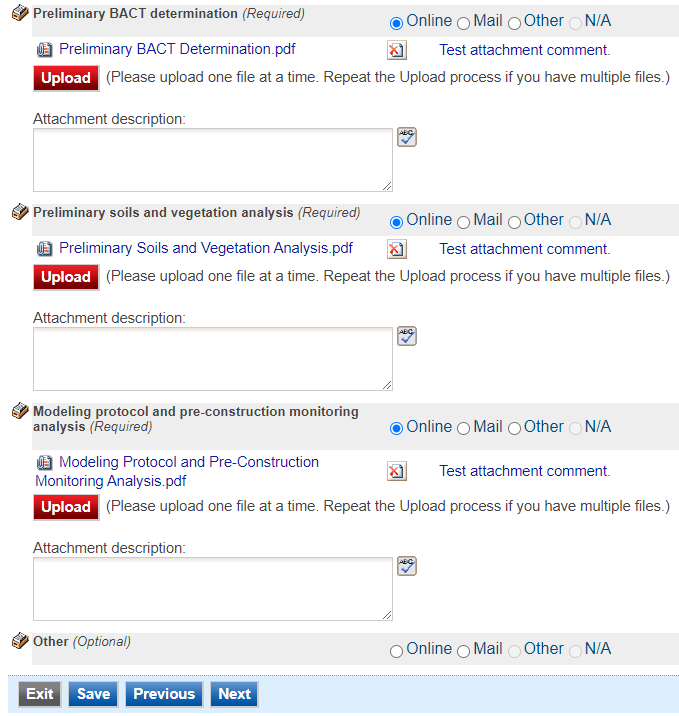 Preliminary BACT determination (Required)
Online Mail Other N/A
Preliminary BACT Determination.pdf
Test attachment comment.
Upload (Please upload one file at a time. Repeat the Upload process if you have multiple files.)
Attachment description:
ABC
Preliminary soils and vegetation analysis (Required)
Online Mail Other N/A
Preliminary Soils and Vegetation Analysis.pdf
Test attachment comment.
Upload (Please upload one file at a time. Repeat the Upload process if you have multiple files.)
Attachment description:
ABC
Modeling protocol and pre-construction monitoring
analysis (Required)
Online Mail Other N/A
Modeling Protocol and Pre-Construction
Monitoring Analysis.pdf
Test attachment comment.
Upload (Please upload one file at a time. Repeat the Upload process if you have multiple files.)
Attachment description:
ABC
Other (Optional)
Online Mail Other N/A
Exit Save Previous Next